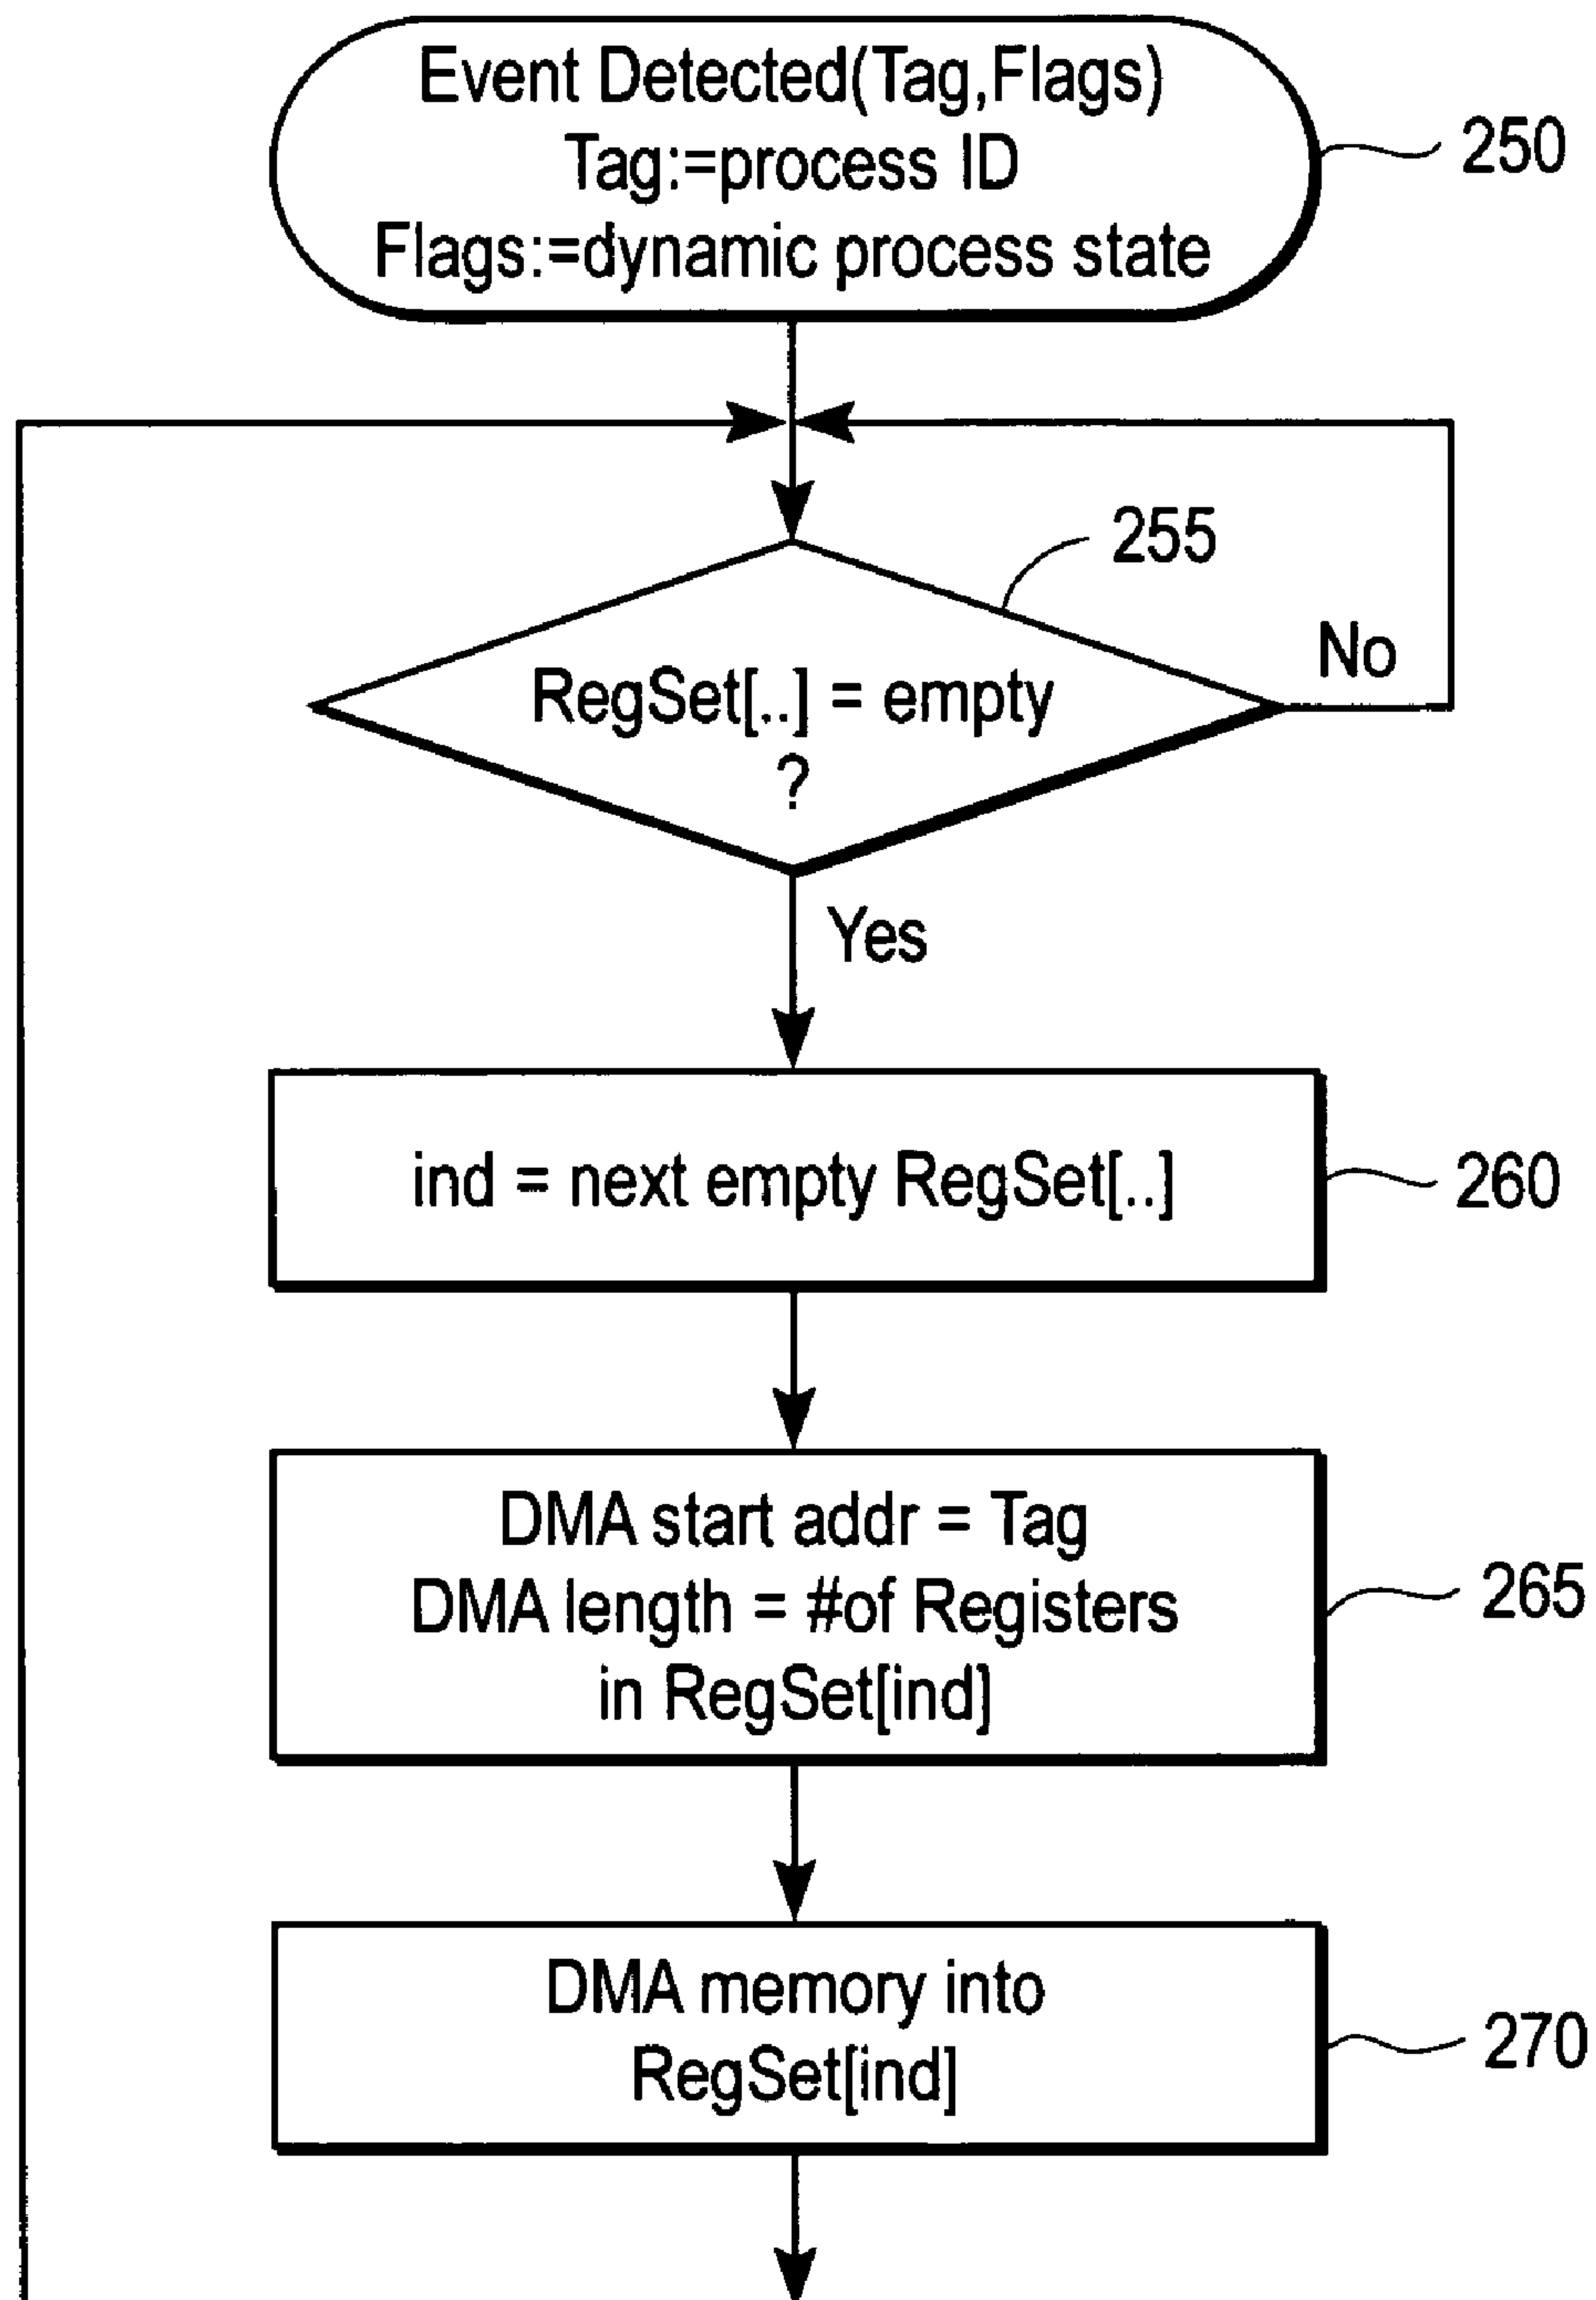 Event Detected(Tag,Flags)
Tag:=process ID
Flags:=dynamic process state
250
255
No
RegSet[..] = empty
?
Yes
ind = next empty RegSet[..]
260
DMA start addr = Tag
DMA length = #of Registers
in RegSet[ind]
265
DMA memory into
RegSet[ind]
270